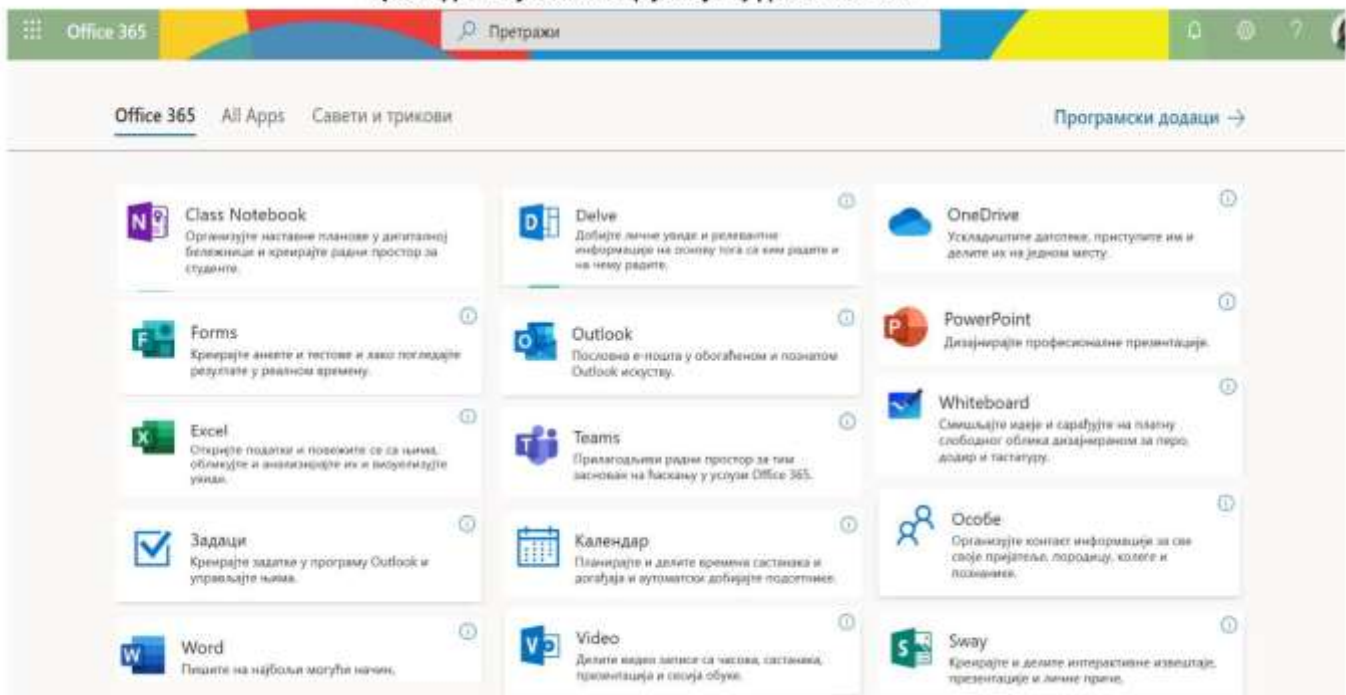 Office 365
Претражи
?
Office 365 All Apps Савети и трикови
Програмски додаци →
Class Notebook
Организујте наставне планове у дигиталној
бележници и креирајте радни простор за
студенте.
Delve
Добијте личне увиде и релевантне
информације на основу тога са ким радите и
на чему радите.
OneDrive
Ускладиштите датотеке, приступите им и
делите их на једном месту.
Forms
Креирајте анкете и тестове и лако погледајте
резултате у реалном времену.
Outlook
Пословна е-пошта у обогаћеном и познатом
Outlook искуству.
PowerPoint
Дизајнирајте професионалне презентације.
Excel
Откријте податке и повежите се са њима,
обликујте и анализирајте их и визуелизујте
увиде.
Teams
Прилагодљиви радни простор за тим
заснован на ћаскању у услузи Office 365.
Whiteboard
Смишљајте идеје и сарађујте на платну
слободног облика дизајнираном за перо,
додир и тастатуру.
Задаци
Креирајте задатке у програму Outlook и
управљајте њима.
Календар
Планирајте и делите времена састанака и
догађаја и аутоматски добијајте подсетнике.
Особе
Организујте контакт информације за све
своје пријатеље, породицу, колеге и
познанике.
Word
Пишите на најбољи могући начин.
Video
Делите видео записе са часова, састанака,
презентација и сесија обуке.
Sway
Креирајте и делите интерактивне извештаје,
презентације и личне приче.